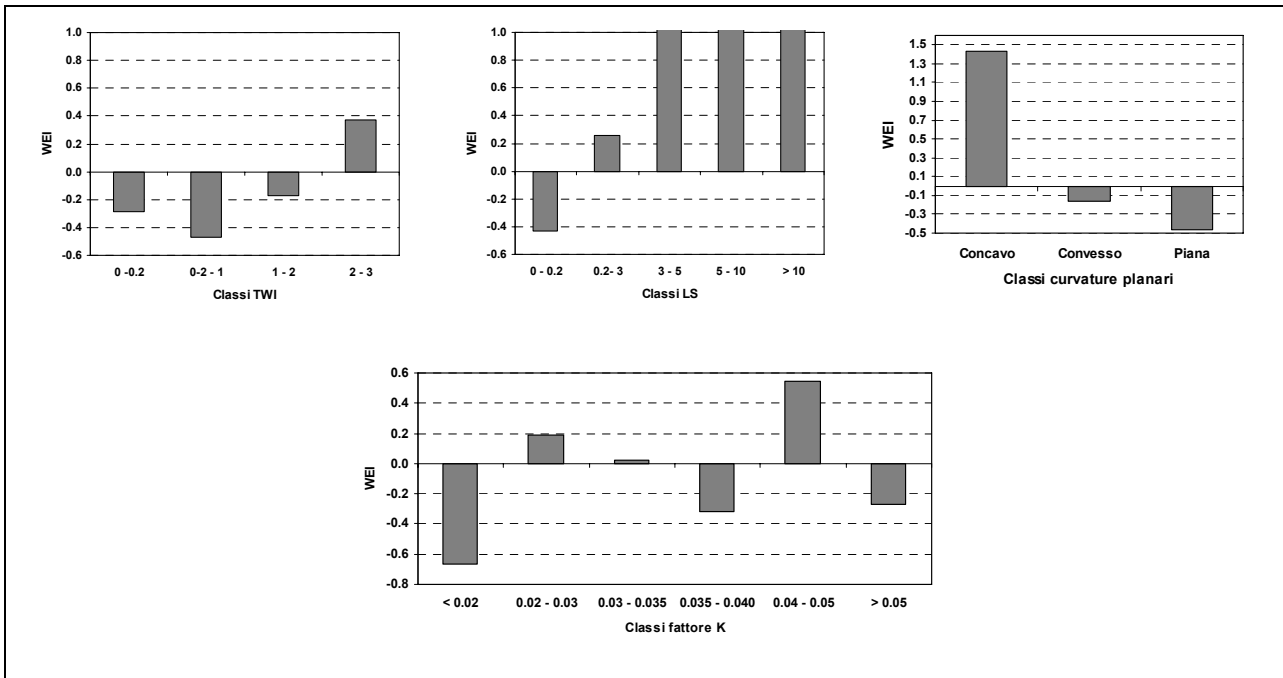 1.0
0.8
0.6
0.4
0.2
0.0
-0.2
-0.4
-0.6
WEI
0 -0.2
0-2 - 1
1 - 2
2 - 3
Classi TWI
1.0
0.8
0.6
0.4
0.2
0.0
-0.2
-0.4
-0.6
WEI
0 - 0.2
0.2- 3
3 - 5
5 - 10
> 10
Classi LS
1.5
1.3
1.1
0.9
0.7
0.5
0.3
0.1
-0.1
-0.3
-0.5
WEI
Concavo
Convesso
Piana
Classi curvature planari
0.6
0.4
0.2
0.0
-0.2
-0.4
-0.6
-0.8
WEI
< 0.02
0.02 - 0.03
0.03 - 0.035
0.035 - 0.040
0.04 - 0.05
> 0.05
Classi fattore K